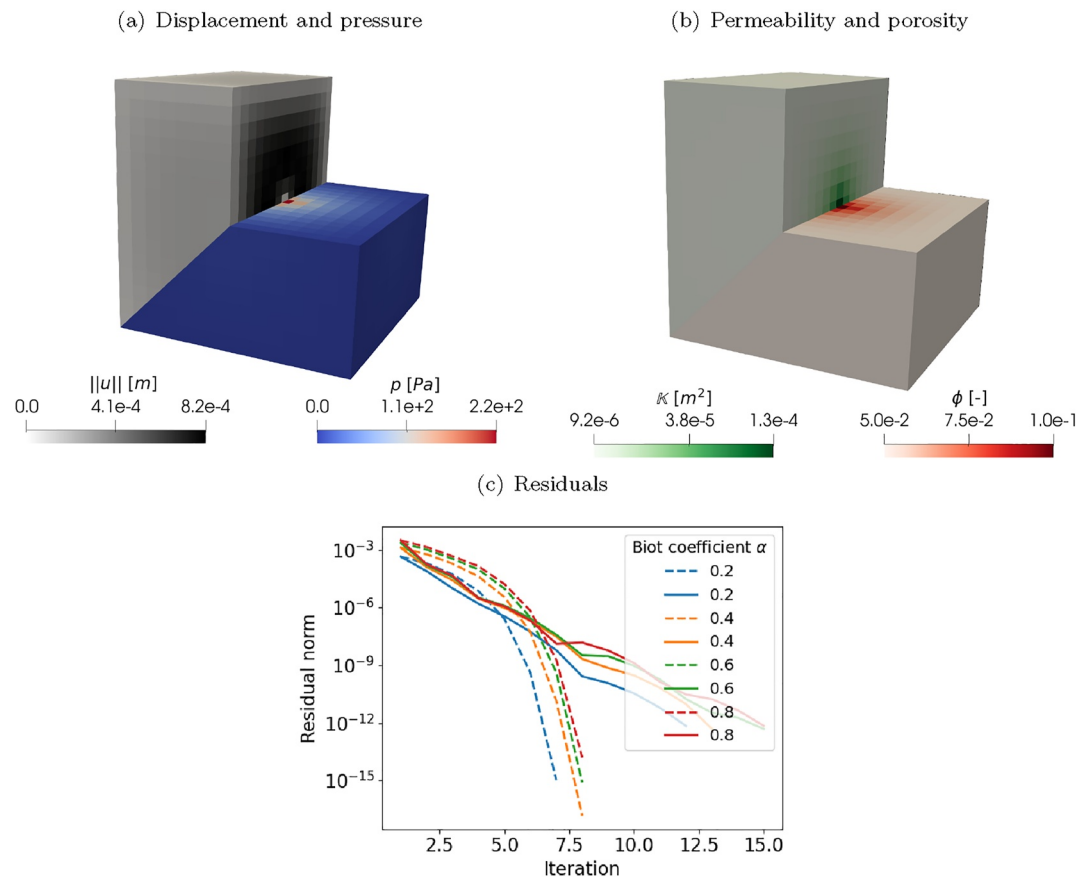 (a) Displacement and pressure
(b) Permeability and porosity
||u|| [m]
0.0 4.1e-4 8.2e-4
p [Pa]
0.0 1.1e+2 2.2e+2
𝕂 [m²]
9.2e-6 3.8e-5 1.3e-4
ϕ [-]
5.0e-2 7.5e-2 1.0e-1
(c) Residuals
Residual norm
10⁻³
10⁻⁶
10⁻⁹
10⁻¹²
10⁻¹⁵
Biot coefficient α
0.2
0.2
0.4
0.4
0.6
0.6
0.8
0.8
2.5 5.0 7.5 10.0 12.5 15.0
Iteration